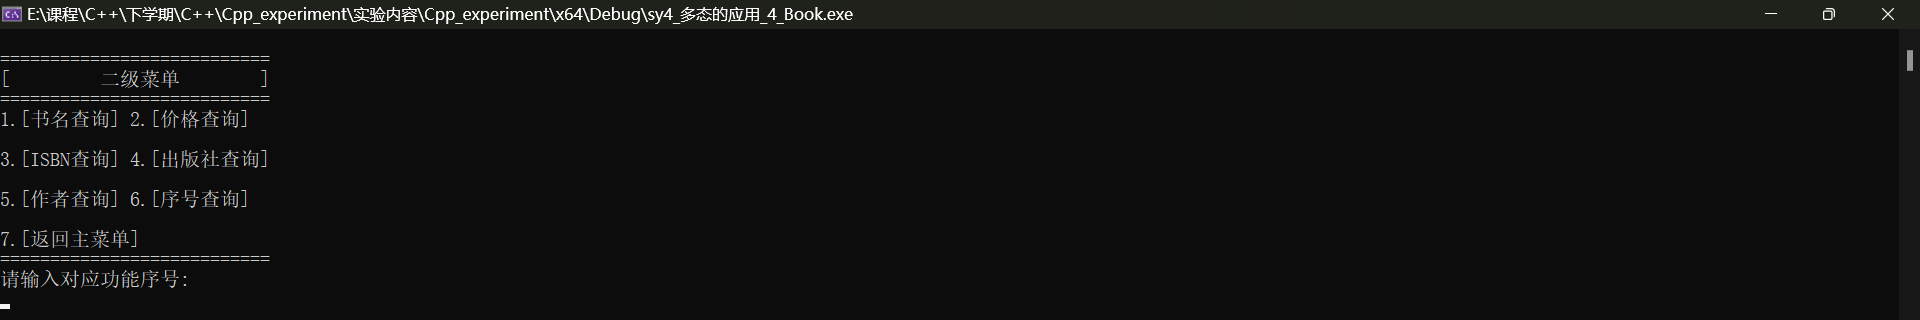 E:\课程\C++\下学期\C++\Cpp_experiment\实验内容\Cpp_experiment\x64\Debug\sy4_多态的应用_4_Book.exe
===========================
[         二级菜单        ]
===========================
1.[书名查询] 2.[价格查询]
3.[ISBN查询] 4.[出版社查询]
5.[作者查询] 6.[序号查询]
7.[返回主菜单]
===========================
请输入对应功能序号: